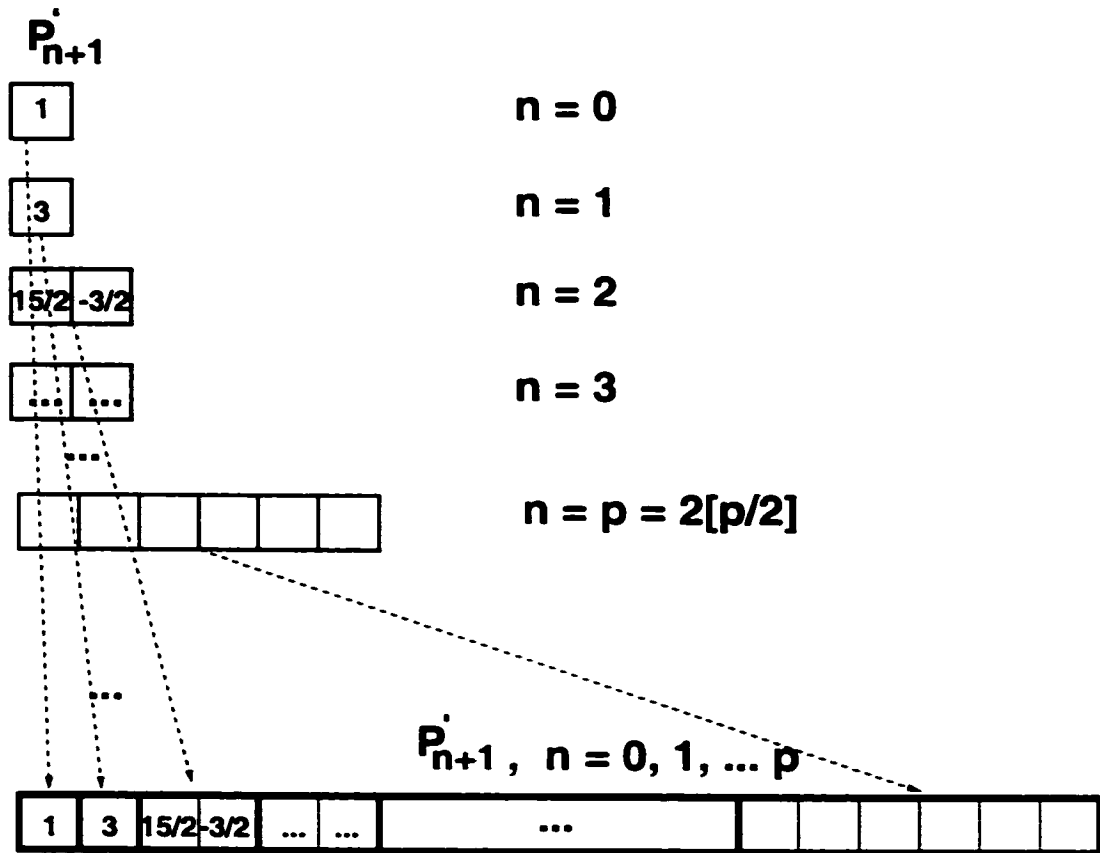 P'n+1
1 n = 0
3 n = 1
15/2 -3/2 n = 2
... ... n = 3
...
n = p = 2[p/2]
...
P'n+1 , n = 0, 1, ... p
1 3 15/2 -3/2 ... ... ...